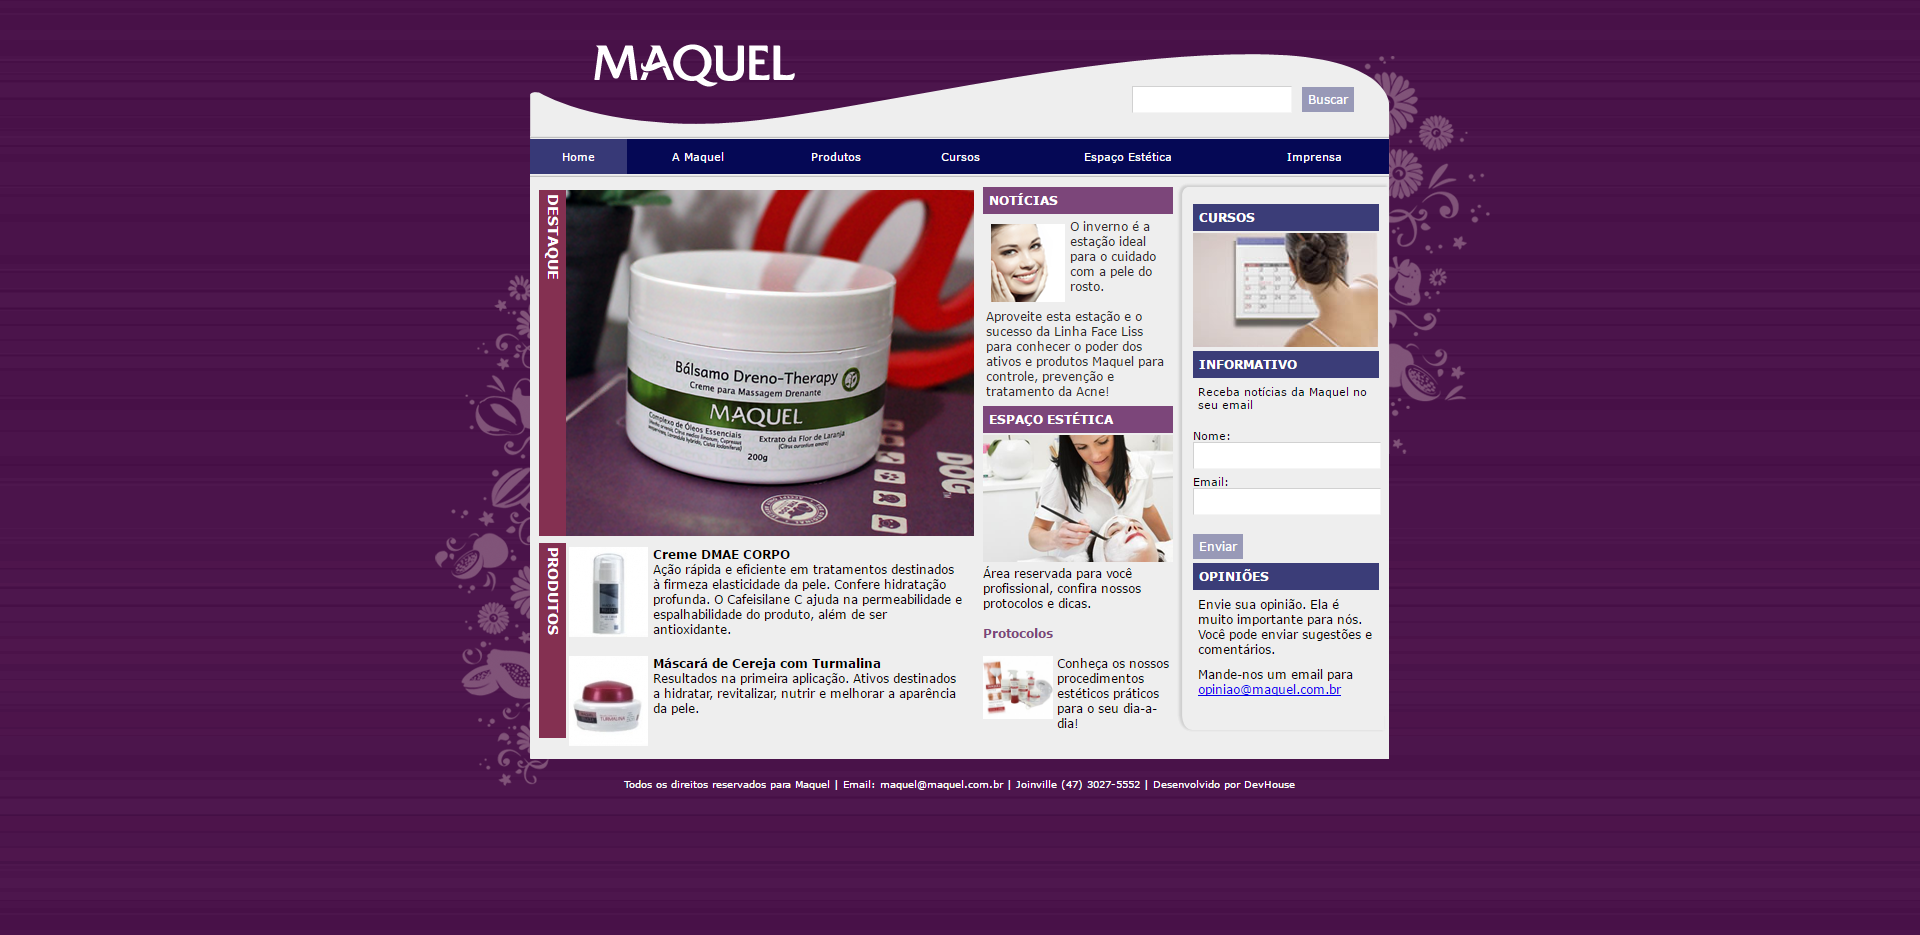 MAQUEL
Buscar
Home
A Maquel
Produtos
Cursos
Espaço Estética
Imprensa
DESTAQUE
Bálsamo Dreno-Therapy
Creme para Massagem Drenante
MAQUEL
Complexo de Óleos Essenciais
Extrato da Flor de Laranja
(Citrus aurantium amara)
200g
DOG
PRODUTOS
Creme DMAE CORPO
Ação rápida e eficiente em tratamentos destinados
à firmeza elasticidade da pele. Confere hidratação
profunda. O Cafeisilane C ajuda na permeabilidade e
espalhabilidade do produto, além de ser
antioxidante.
Máscará de Cereja com Turmalina
Resultados na primeira aplicação. Ativos destinados
a hidratar, revitalizar, nutrir e melhorar a aparência
da pele.
TURMALINA
NOTÍCIAS
O inverno é a
estação ideal
para o cuidado
com a pele do
rosto.
Aproveite esta estação e o
sucesso da Linha Face Liss
para conhecer o poder dos
ativos e produtos Maquel para
controle, prevenção e
tratamento da Acne!
ESPAÇO ESTÉTICA
Área reservada para você
profissional, confira nossos
protocolos e dicas.
Protocolos
Conheça os nossos
procedimentos
estéticos práticos
para o seu dia-a-
dia!
CURSOS
INFORMATIVO
Receba notícias da Maquel no
seu email
Nome:
Email:
Enviar
OPINIÕES
Envie sua opinião. Ela é
muito importante para nós.
Você pode enviar sugestões e
comentários.
Mande-nos um email para
opiniao@maquel.com.br
Todos os direitos reservados para Maquel | Email: maquel@maquel.com.br | Joinville (47) 3027-5552 | Desenvolvido por DevHouse